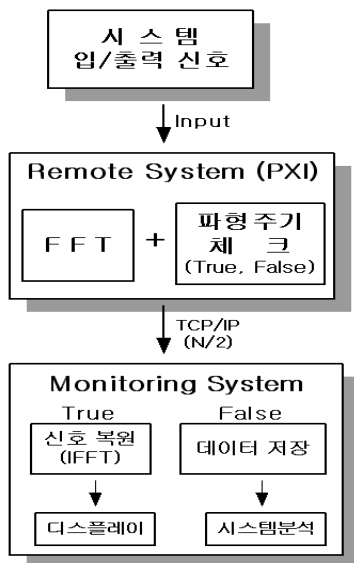 시 스 템
입/출력 신호
Input
Remote System (PXI)
F F T
+
파형주기
체 크
(True, False)
TCP/IP
(N/2)
Monitoring System
True
False
신호 복원
(IFFT)
데이터 저장
디스플레이
시스템분석